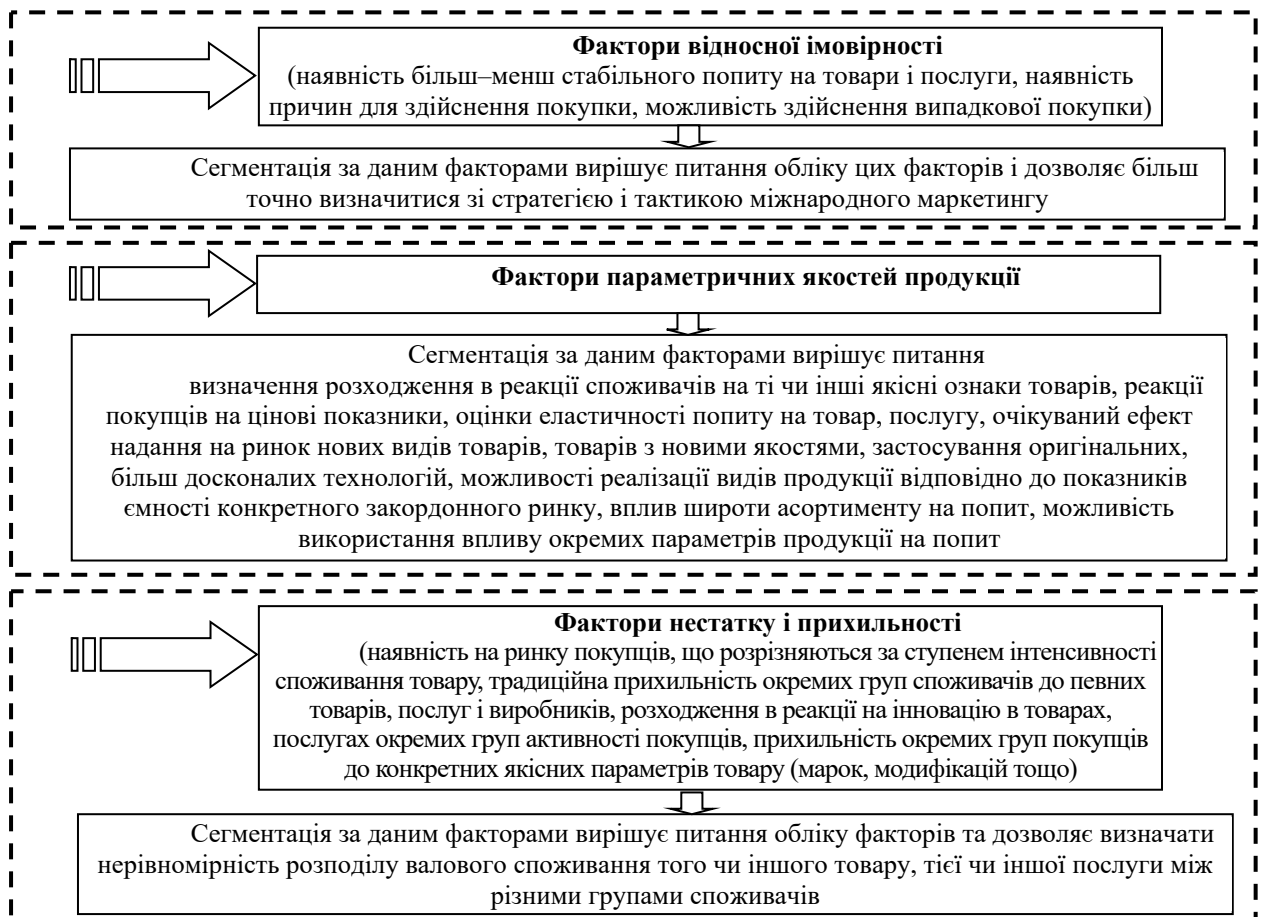 Фактори відносної імовірності
(наявність більш–менш стабільного попиту на товари і послуги, наявність
причин для здійснення покупки, можливість здійснення випадкової покупки)
Сегментація за даним факторами вирішує питання обліку цих факторів і дозволяє більш
точно визначитися зі стратегією і тактикою міжнародного маркетингу
Фактори параметричних якостей продукції
Сегментація за даним факторами вирішує питання
визначення розходження в реакції споживачів на ті чи інші якісні ознаки товарів, реакції
покупців на цінові показники, оцінки еластичності попиту на товар, послугу, очікуваний ефект
надання на ринок нових видів товарів, товарів з новими якостями, застосування оригінальних,
більш досконалих технологій, можливості реалізації видів продукції відповідно до показників
ємності конкретного закордонного ринку, вплив широти асортименту на попит, можливість
використання впливу окремих параметрів продукції на попит
Фактори нестатку і прихильності
(наявність на ринку покупців, що розрізняються за ступенем інтенсивності
споживання товару, традиційна прихильність окремих груп споживачів до певних
товарів, послуг і виробників, розходження в реакції на інновацію в товарах,
послугах окремих груп активності покупців, прихильність окремих груп покупців
до конкретних якісних параметрів товару (марок, модифікацій тощо)
Сегментація за даним факторами вирішує питання обліку факторів та дозволяє визначати
нерівномірність розподілу валового споживання того чи іншого товару, тієї чи іншої послуги між
різними групами споживачів